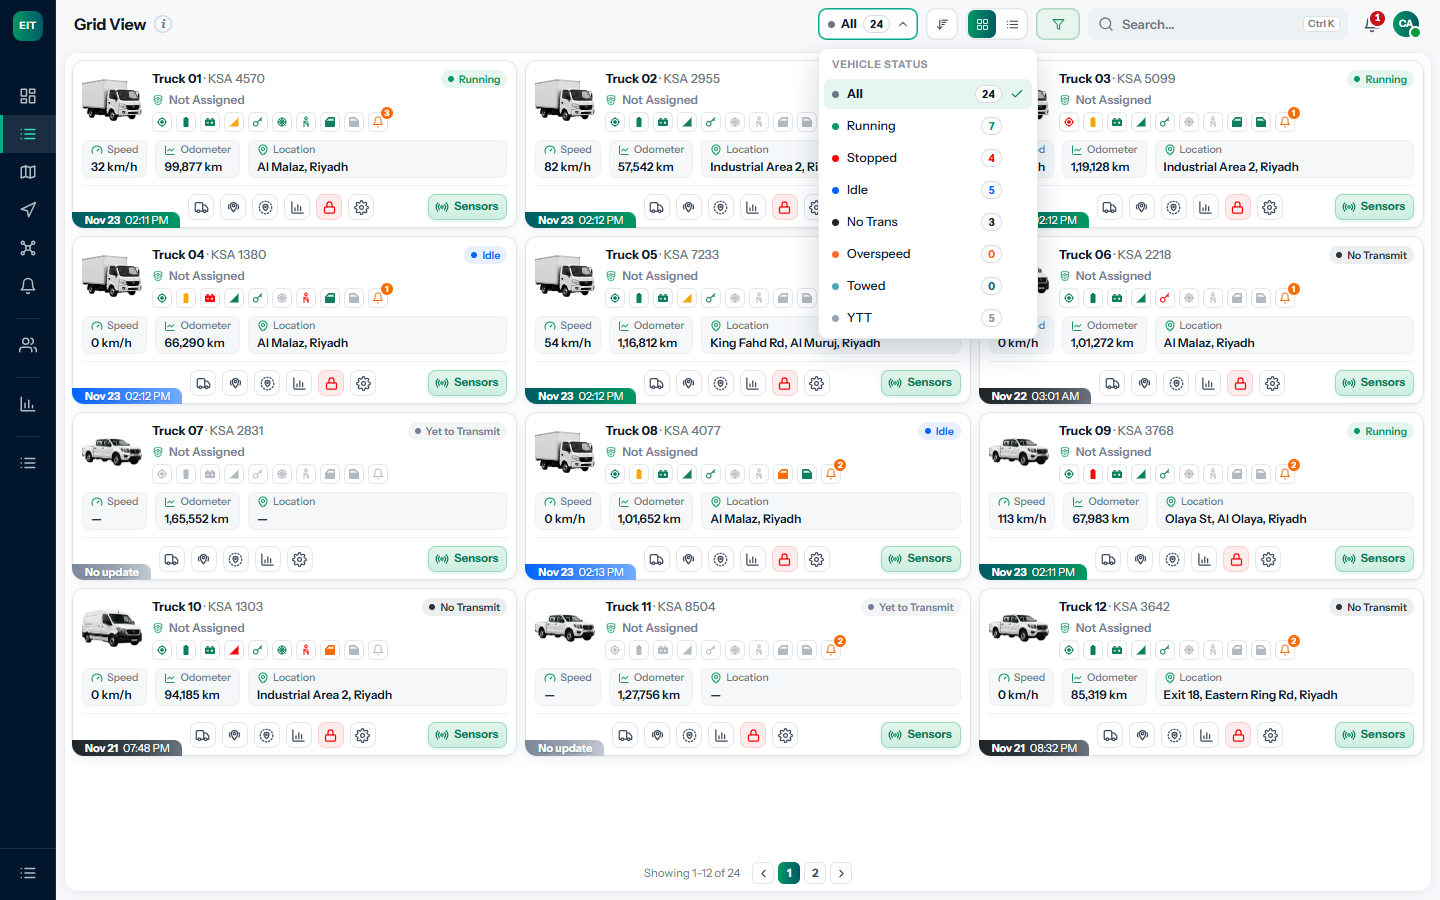 EIT
Grid View
All 24
Search...
Ctrl K
1
CA
VEHICLE STATUS
All 24
Running 7
Stopped 4
Idle 5
No Trans 3
Overspeed 0
Towed 0
YTT 5
Truck 01 · KSA 4570
Running
Not Assigned
3
Speed
32 km/h
Odometer
99,877 km
Location
Al Malaz, Riyadh
Nov 23 02:11 PM
Sensors
Truck 02 · KSA 2955
Not Assigned
Speed
82 km/h
Odometer
57,542 km
Location
Industrial Area 2, Ri
Nov 23 02:12 PM
Truck 03 · KSA 5099
Running
Not Assigned
1
Odometer
1,19,128 km
Location
Industrial Area 2, Riyadh
02:12 PM
Sensors
Truck 04 · KSA 1380
Idle
Not Assigned
1
Speed
0 km/h
Odometer
66,290 km
Location
Al Malaz, Riyadh
Nov 23 02:12 PM
Sensors
Truck 05 · KSA 7233
Not Assigned
Speed
54 km/h
Odometer
1,16,812 km
Location
King Fahd Rd, Al Muruj, Riyadh
Nov 23 02:12 PM
Sensors
Truck 06 · KSA 2218
No Transmit
Not Assigned
1
0 km/h
Odometer
1,01,272 km
Location
Al Malaz, Riyadh
Nov 22 03:01 AM
Sensors
Truck 07 · KSA 2831
Yet to Transmit
Not Assigned
Speed
—
Odometer
1,65,552 km
Location
—
No update
Sensors
Truck 08 · KSA 4077
Idle
Not Assigned
2
Speed
0 km/h
Odometer
1,01,652 km
Location
Al Malaz, Riyadh
Nov 23 02:13 PM
Sensors
Truck 09 · KSA 3768
Running
Not Assigned
2
Speed
113 km/h
Odometer
67,983 km
Location
Olaya St, Al Olaya, Riyadh
Nov 23 02:11 PM
Sensors
Truck 10 · KSA 1303
No Transmit
Not Assigned
Speed
0 km/h
Odometer
94,185 km
Location
Industrial Area 2, Riyadh
Nov 21 07:48 PM
Sensors
Truck 11 · KSA 8504
Yet to Transmit
Not Assigned
2
Speed
—
Odometer
1,27,756 km
Location
—
No update
Sensors
Truck 12 · KSA 3642
No Transmit
Not Assigned
2
Speed
0 km/h
Odometer
85,319 km
Location
Exit 18, Eastern Ring Rd, Riyadh
Nov 21 08:32 PM
Sensors
Showing 1–12 of 24
1
2